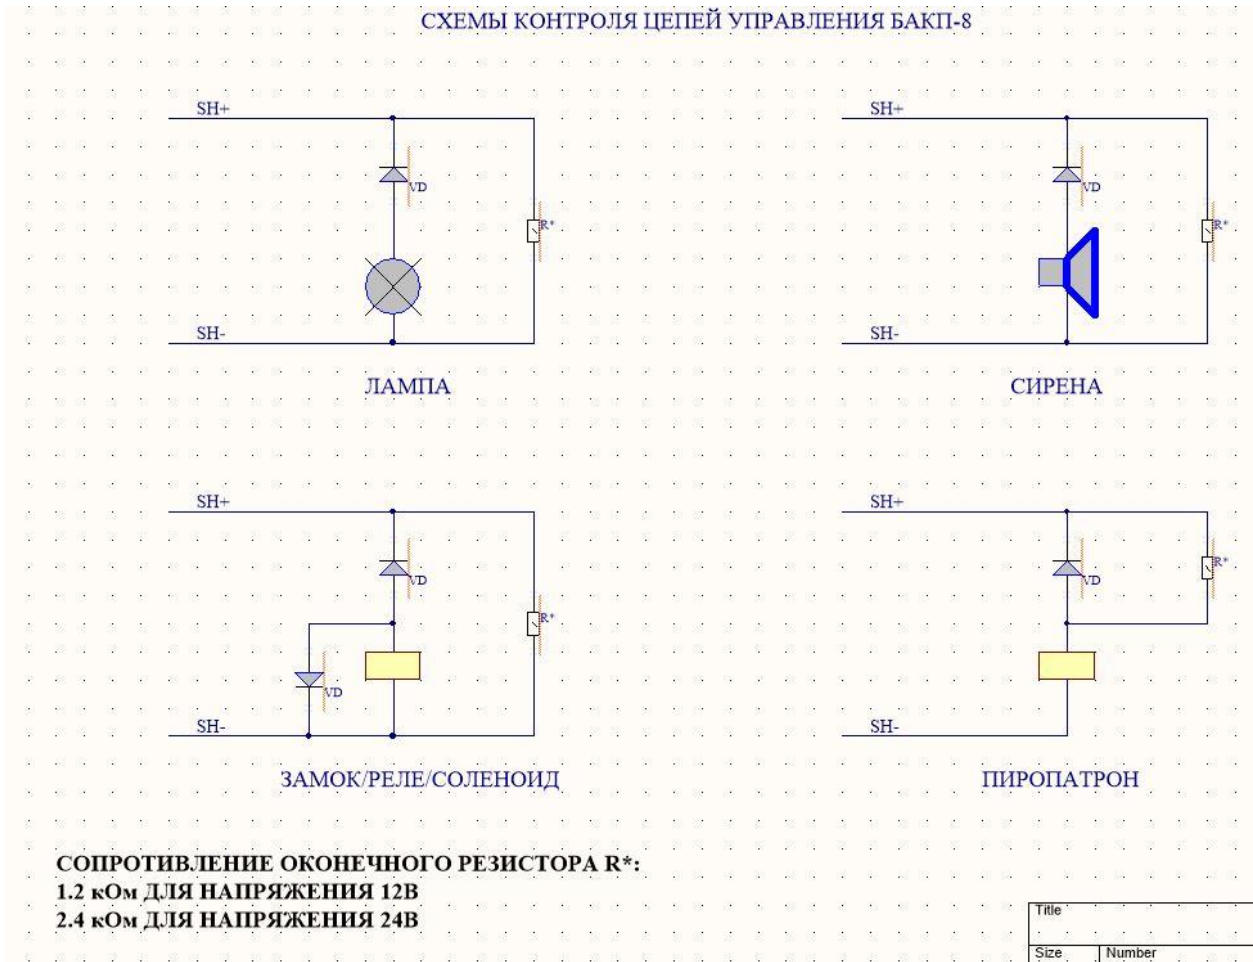 СХЕМЫ КОНТРОЛЯ ЦЕПЕЙ УПРАВЛЕНИЯ БАКП-8
SH+
VD
R*
SH-
ЛАМПА
SH+
VD
R*
SH-
СИРЕНА
SH+
VD
R*
VD
SH-
ЗАМОК/РЕЛЕ/СОЛЕНОИД
SH+
VD
R*
SH-
ПИРОПАТРОН
СОПРОТИВЛЕНИЕ ОКОНЕЧНОГО РЕЗИСТОРА R*:
1.2 кОм ДЛЯ НАПРЯЖЕНИЯ 12В
2.4 кОм ДЛЯ НАПРЯЖЕНИЯ 24В
Title
Size Number